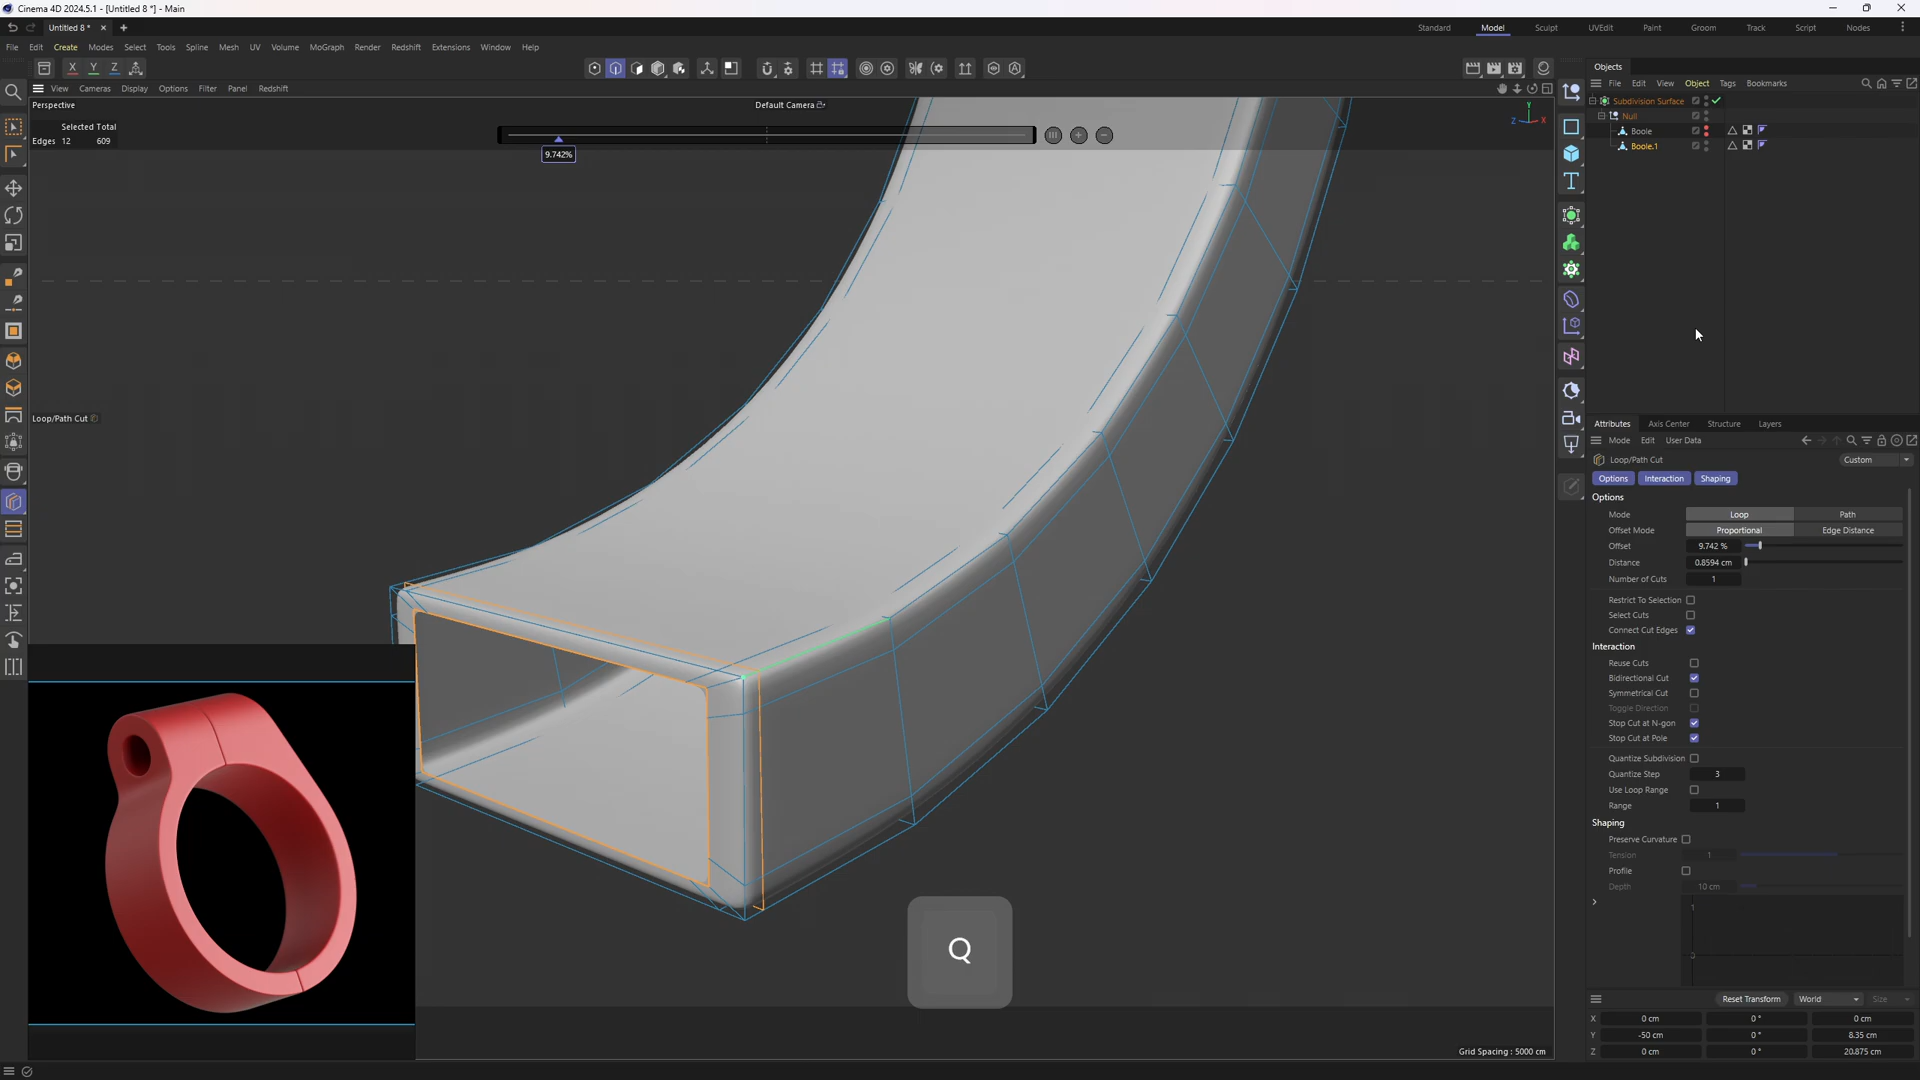 Cinema 4D 2024.5.1 - [Untitled 8 *] - Main
Untitled 8 *
Standard Model Sculpt UVEdit Paint Groom Track Script Nodes
File Edit Create Modes Select Tools Spline Mesh UV Volume MoGraph Render Redshift Extensions Window Help
X Y Z
Objects
View Cameras Display Options Filter Panel Redshift
File Edit View Object Tags Bookmarks
Perspective
Default Camera
Subdivision Surface
Null
Boole
Boole.1
Selected Total
Edges 12 609
9.742%
Y
Z
X
Loop/Path Cut
Attributes Axis Center Structure Layers
Mode Edit User Data
Loop/Path Cut
Custom
Options Interaction Shaping
Options
Mode Loop Path
Offset Mode Proportional Edge Distance
Offset 9.742 %
Distance 0.8594 cm
Number of Cuts 1
Restrict To Selection
Select Cuts
Connect Cut Edges
Interaction
Reuse Cuts
Bidirectional Cut
Symmetrical Cut
Toggle Direction
Stop Cut at N-gon
Stop Cut at Pole
Quantize Subdivision
Quantize Step 3
Use Loop Range
Range 1
Shaping
Preserve Curvature
Tension 1
Profile
Depth 10 cm
Q
Reset Transform World Size
X 0 cm 0 ° 0 cm
Y -50 cm 0 ° 8.35 cm
Z 0 cm 0 ° 20.875 cm
Grid Spacing : 5000 cm